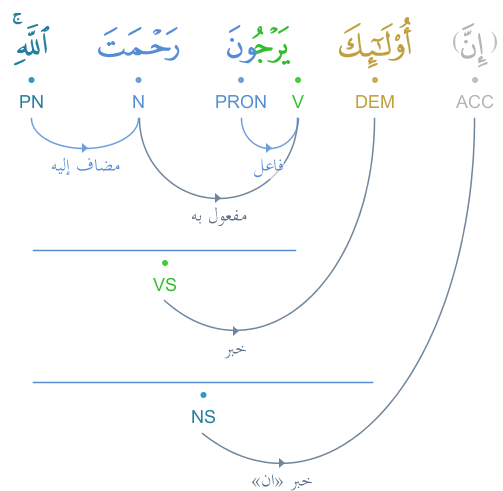 (إِنَّ) أُوْلَـٰٓئِكَ يَرْجُونَ رَحْمَتَ ٱللَّهِ ۚ
ACC DEM V PRON N PN
فاعل مضاف إليه
مفعول به
VS
خبر
NS
خبر «ان»